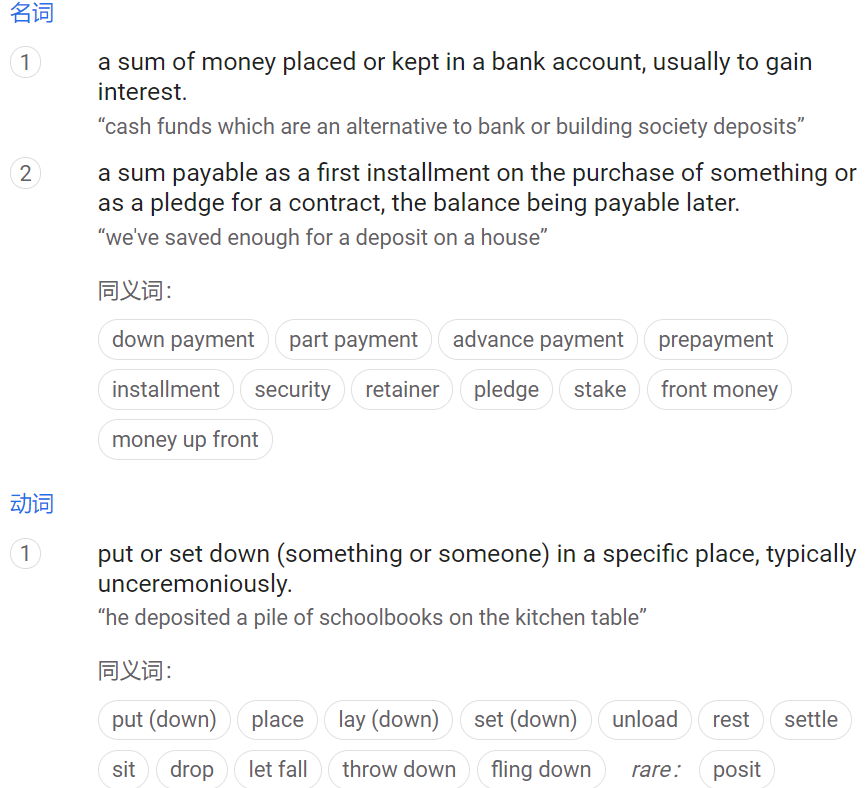 名词
1
a sum of money placed or kept in a bank account, usually to gain
interest.
“cash funds which are an alternative to bank or building society deposits”
2
a sum payable as a first installment on the purchase of something or
as a pledge for a contract, the balance being payable later.
“we've saved enough for a deposit on a house”
同义词：
down payment part payment advance payment prepayment
installment security retainer pledge stake front money
money up front
动词
1
put or set down (something or someone) in a specific place, typically
unceremoniously.
“he deposited a pile of schoolbooks on the kitchen table”
同义词：
put (down) place lay (down) set (down) unload rest settle
sit drop let fall throw down fling down rare： posit